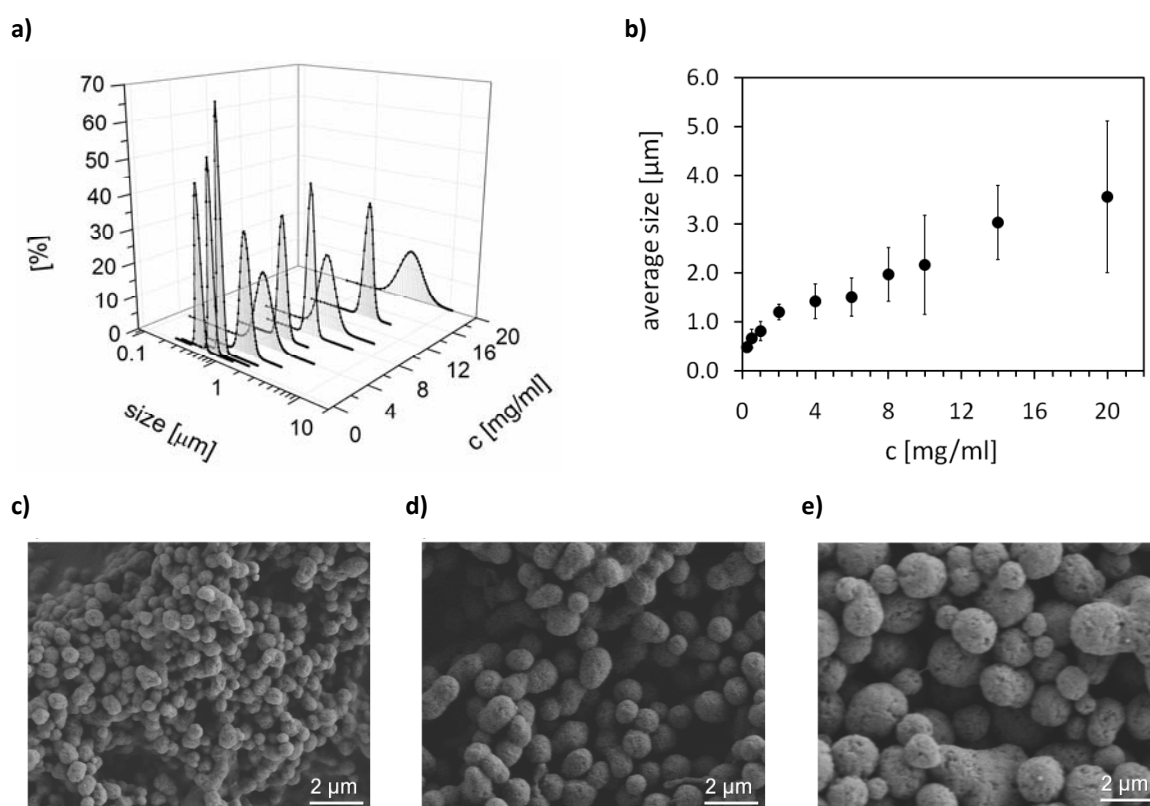 a)
70
60
50
40
30
20
10
0
[%]
0.1
1
10
size [μm]
0
4
8
12
16
20
c [mg/ml]
b)
6.0
5.0
4.0
3.0
2.0
1.0
0.0
average size [μm]
0 4 8 12 16 20
c [mg/ml]
c)
2 μm
d)
2 μm
e)
2 μm